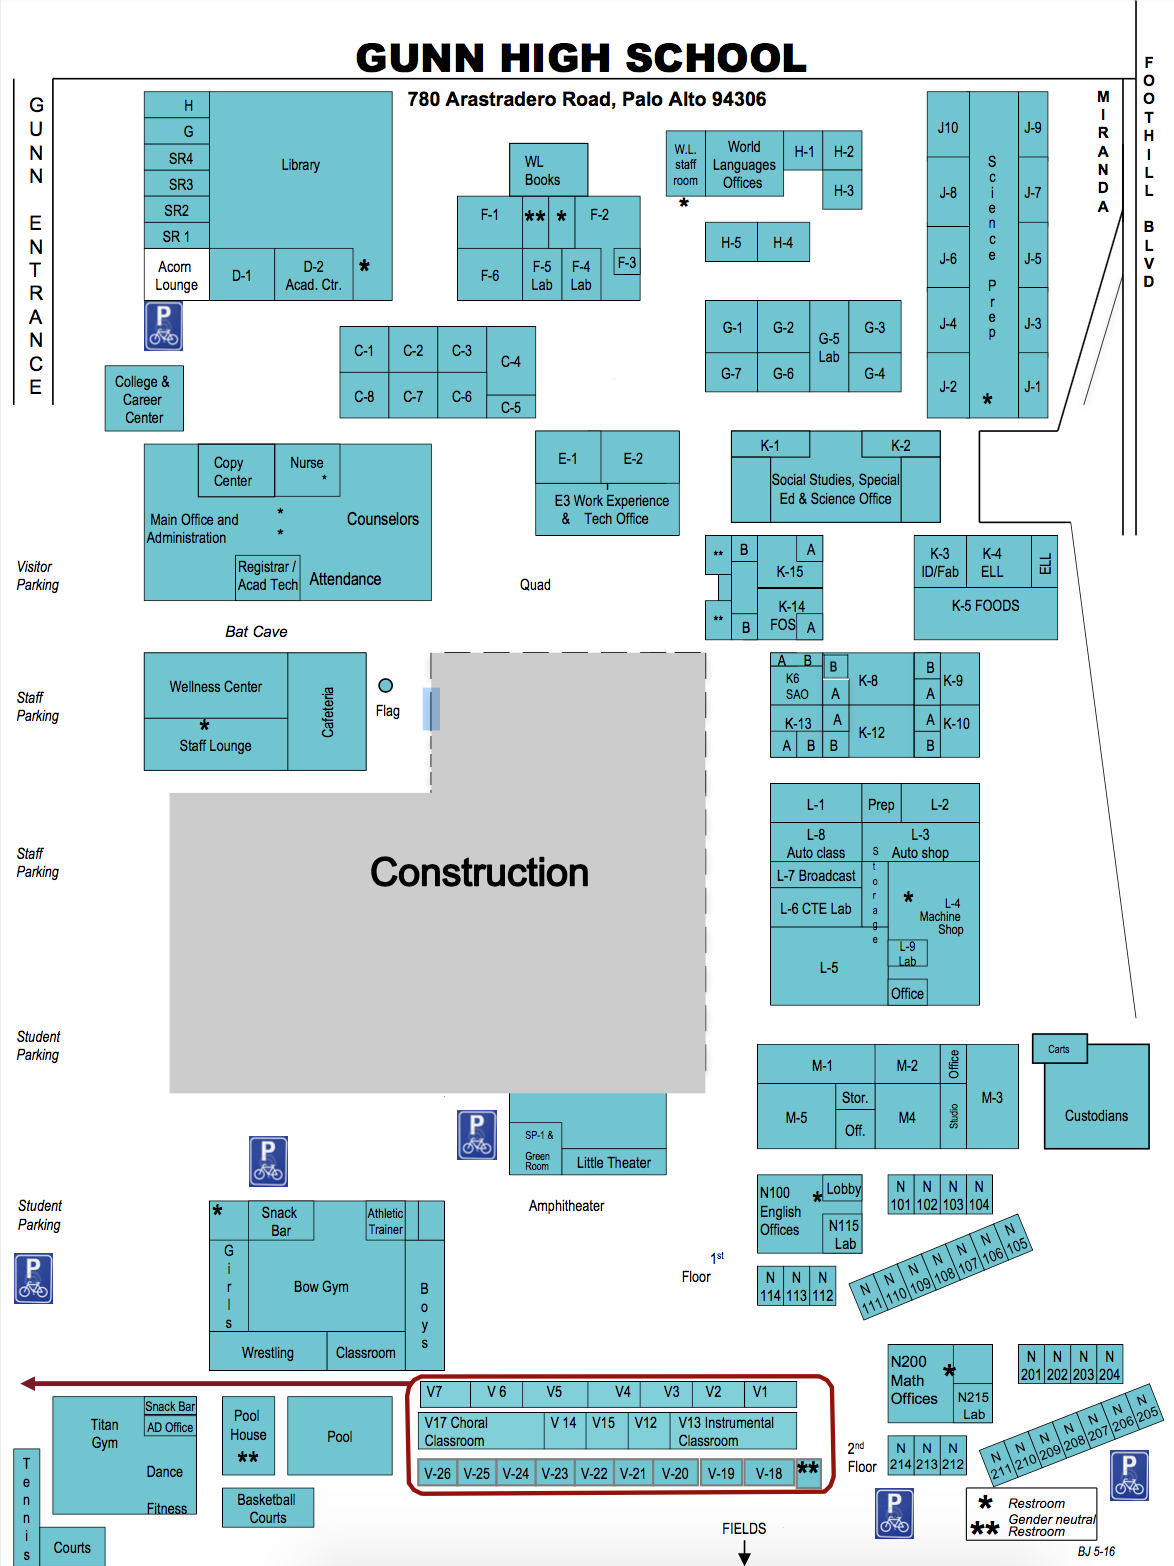 GUNN HIGH SCHOOL
780 Arastradero Road, Palo Alto 94306
GUNN ENTRANCE
MIRANDA
FOOTHILL BLVD
H
G
SR4
SR3
SR2
SR 1
Library
Acorn
Lounge
D-1
D-2
Acad. Ctr.
*
P
College &
Career
Center
WL
Books
F-1
**
*
F-2
F-6
F-5
Lab
F-4
Lab
F-3
C-1
C-2
C-3
C-4
C-8
C-7
C-6
C-5
W.L.
staff
room
*
World
Languages
Offices
H-1
H-2
H-3
H-5
H-4
G-1
G-2
G-5
Lab
G-3
G-7
G-6
G-4
J10
J-9
J-8
J-7
J-6
J-5
J-4
J-3
J-2
J-1
Science Prep
*
Copy
Center
Nurse
*
Main Office and
Administration
*
*
Counselors
Registrar /
Acad Tech
Attendance
E-1
E-2
E3 Work Experience
& Tech Office
K-1
K-2
Social Studies, Special
Ed & Science Office
Visitor
Parking
Quad
**
B
A
K-15
K-14
FOS
**
B
A
K-3
ID/Fab
K-4
ELL
ELL
K-5 FOODS
Bat Cave
Wellness Center
*
Staff Lounge
Cafeteria
Flag
Staff
Parking
A B
K6
SAO
B
A
K-8
B
A
K-9
K-13
A B
A
B
K-12
A
B
K-10
Construction
Staff
Parking
L-1
Prep
L-2
L-8
Auto class
L-3
Auto shop
Storage
L-7 Broadcast
L-6 CTE Lab
*
L-4
Machine
Shop
L-9
Lab
L-5
Office
Student
Parking
M-1
M-2
Office
M-3
M-5
Stor.
Off.
M4
Studio
Carts
Custodians
P
P
SP-1 &
Green
Room
Little Theater
Amphitheater
Student
Parking
P
N100
English
Offices
*
Lobby
N115
Lab
N
101
N
102
N
103
N
104
N
105
N
106
N
107
N
108
N
109
N
110
N
111
1st
Floor
N
114
N
113
N
112
*
Snack
Bar
Athletic
Trainer
Girls
Bow Gym
Boys
Wrestling
Classroom
N200
Math
Offices
*
N215
Lab
N
201
N
202
N
203
N
204
N
205
N
206
N
207
N
208
N
209
N
210
N
211
2nd
Floor
N
214
N
213
N
212
V7
V 6
V5
V4
V3
V2
V1
V17 Choral
Classroom
V 14
V15
V12
V13 Instrumental
Classroom
V-26
V-25
V-24
V-23
V-22
V-21
V-20
V-19
V-18
**
Titan
Gym
Snack Bar
AD Office
Dance
Fitness
Pool
House
**
Pool
Basketball
Courts
Tennis
Courts
FIELDS
P
P
* Restroom
** Gender neutral
Restroom
BJ 5-16